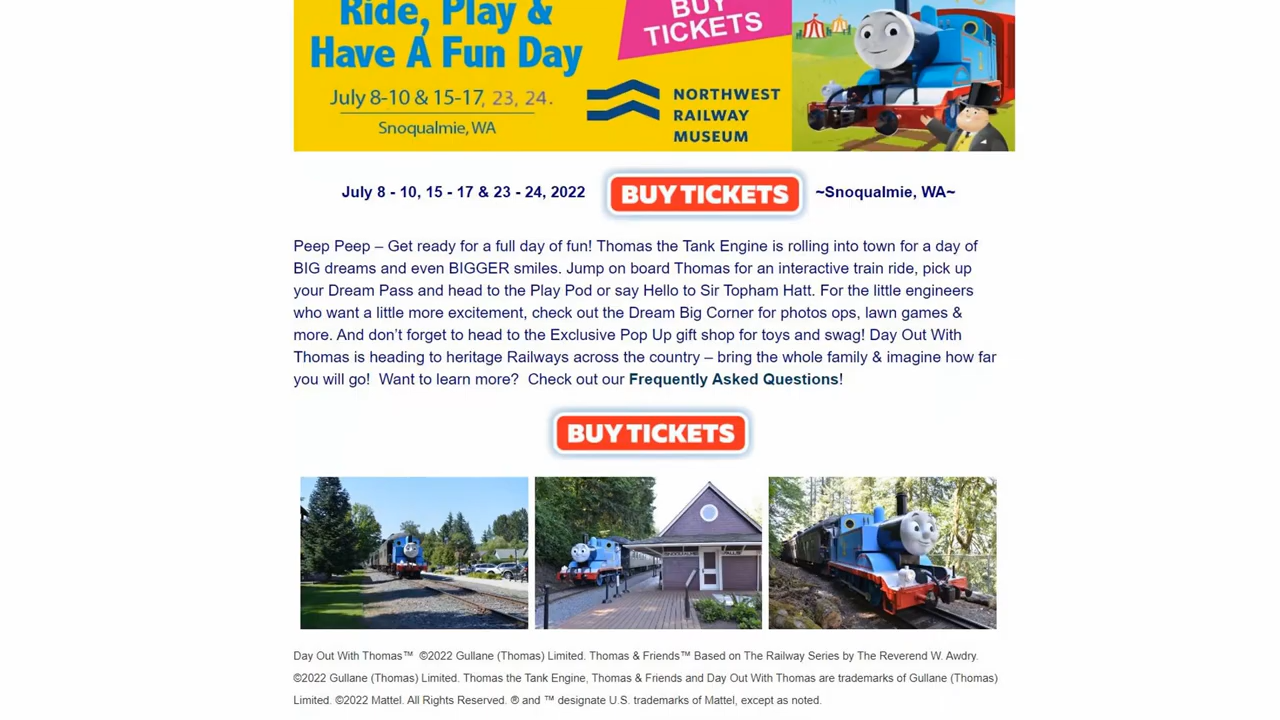 Ride, Play &
Have A Fun Day
July 8-10 & 15-17, 23, 24.
Snoqualmie, WA
BUY
TICKETS
NORTHWEST
RAILWAY
MUSEUM
July 8 - 10, 15 - 17 & 23 - 24, 2022
BUY TICKETS
~Snoqualmie, WA~
Peep Peep – Get ready for a full day of fun! Thomas the Tank Engine is rolling into town for a day of
BIG dreams and even BIGGER smiles. Jump on board Thomas for an interactive train ride, pick up
your Dream Pass and head to the Play Pod or say Hello to Sir Topham Hatt. For the little engineers
who want a little more excitement, check out the Dream Big Corner for photos ops, lawn games &
more. And don’t forget to head to the Exclusive Pop Up gift shop for toys and swag! Day Out With
Thomas is heading to heritage Railways across the country – bring the whole family & imagine how far
you will go!  Want to learn more?  Check out our Frequently Asked Questions!
BUY TICKETS
Day Out With Thomas™  ©2022 Gullane (Thomas) Limited. Thomas & Friends™ Based on The Railway Series by The Reverend W. Awdry.
©2022 Gullane (Thomas) Limited. Thomas the Tank Engine, Thomas & Friends and Day Out With Thomas are trademarks of Gullane (Thomas)
Limited. ©2022 Mattel. All Rights Reserved. ® and ™ designate U.S. trademarks of Mattel, except as noted.